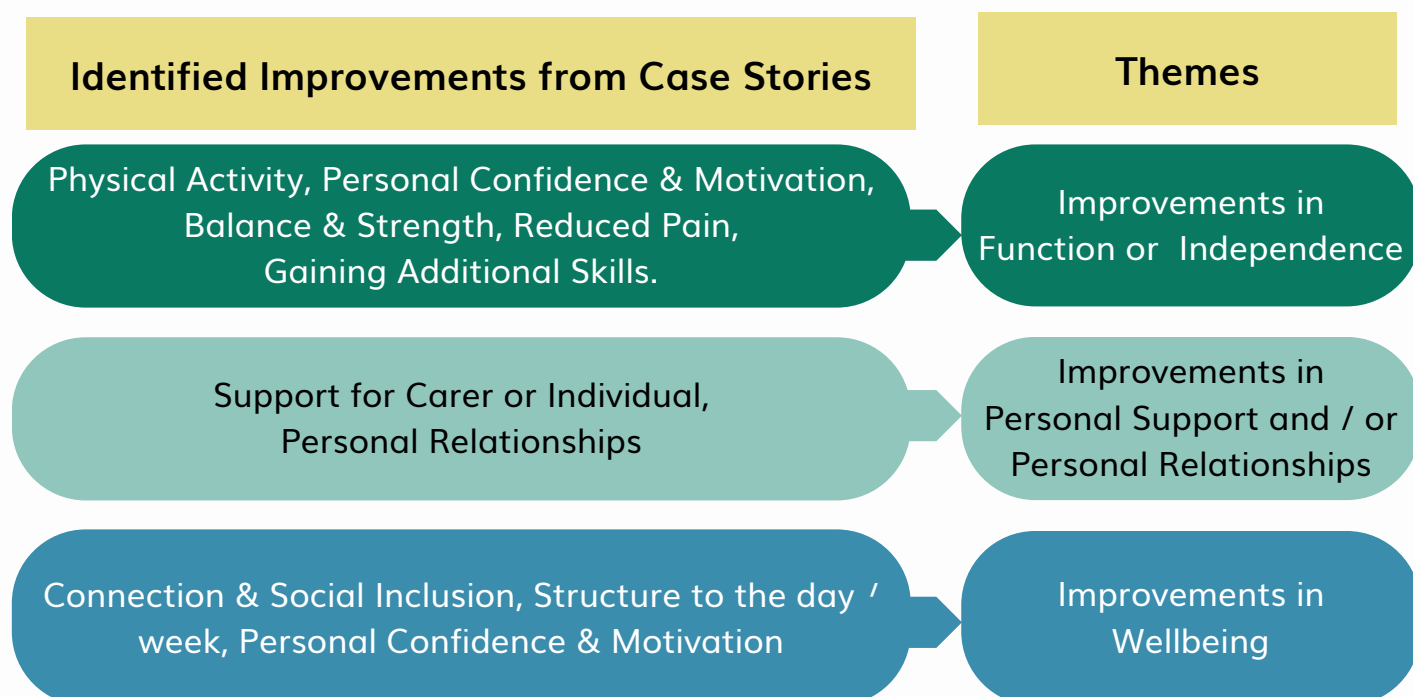 Identified Improvements from Case Stories
Themes
Physical Activity, Personal Confidence & Motivation,
Balance & Strength, Reduced Pain,
Gaining Additional Skills.
Improvements in
Function or Independence
Support for Carer or Individual,
Personal Relationships
Improvements in
Personal Support and / or
Personal Relationships
Connection & Social Inclusion, Structure to the day /
week, Personal Confidence & Motivation
Improvements in
Wellbeing